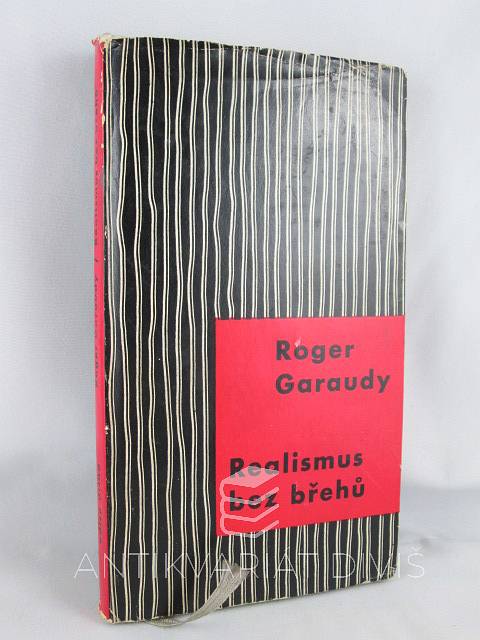 Roger
Garaudy
Realismus
bez břehů
ANTIKVARIÁT DIVIŠ